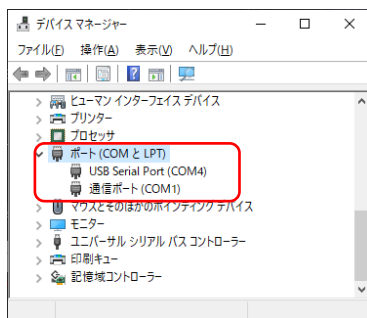 デバイス マネージャー
ファイル(F) 操作(A) 表示(V) ヘルプ(H)
ヒューマン インターフェイス デバイス
プリンター
プロセッサ
ポート (COM と LPT)
USB Serial Port (COM4)
通信ポート (COM1)
マウスとそのほかのポインティング デバイス
モニター
ユニバーサル シリアル バス コントローラー
印刷キュー
記憶域コントローラー